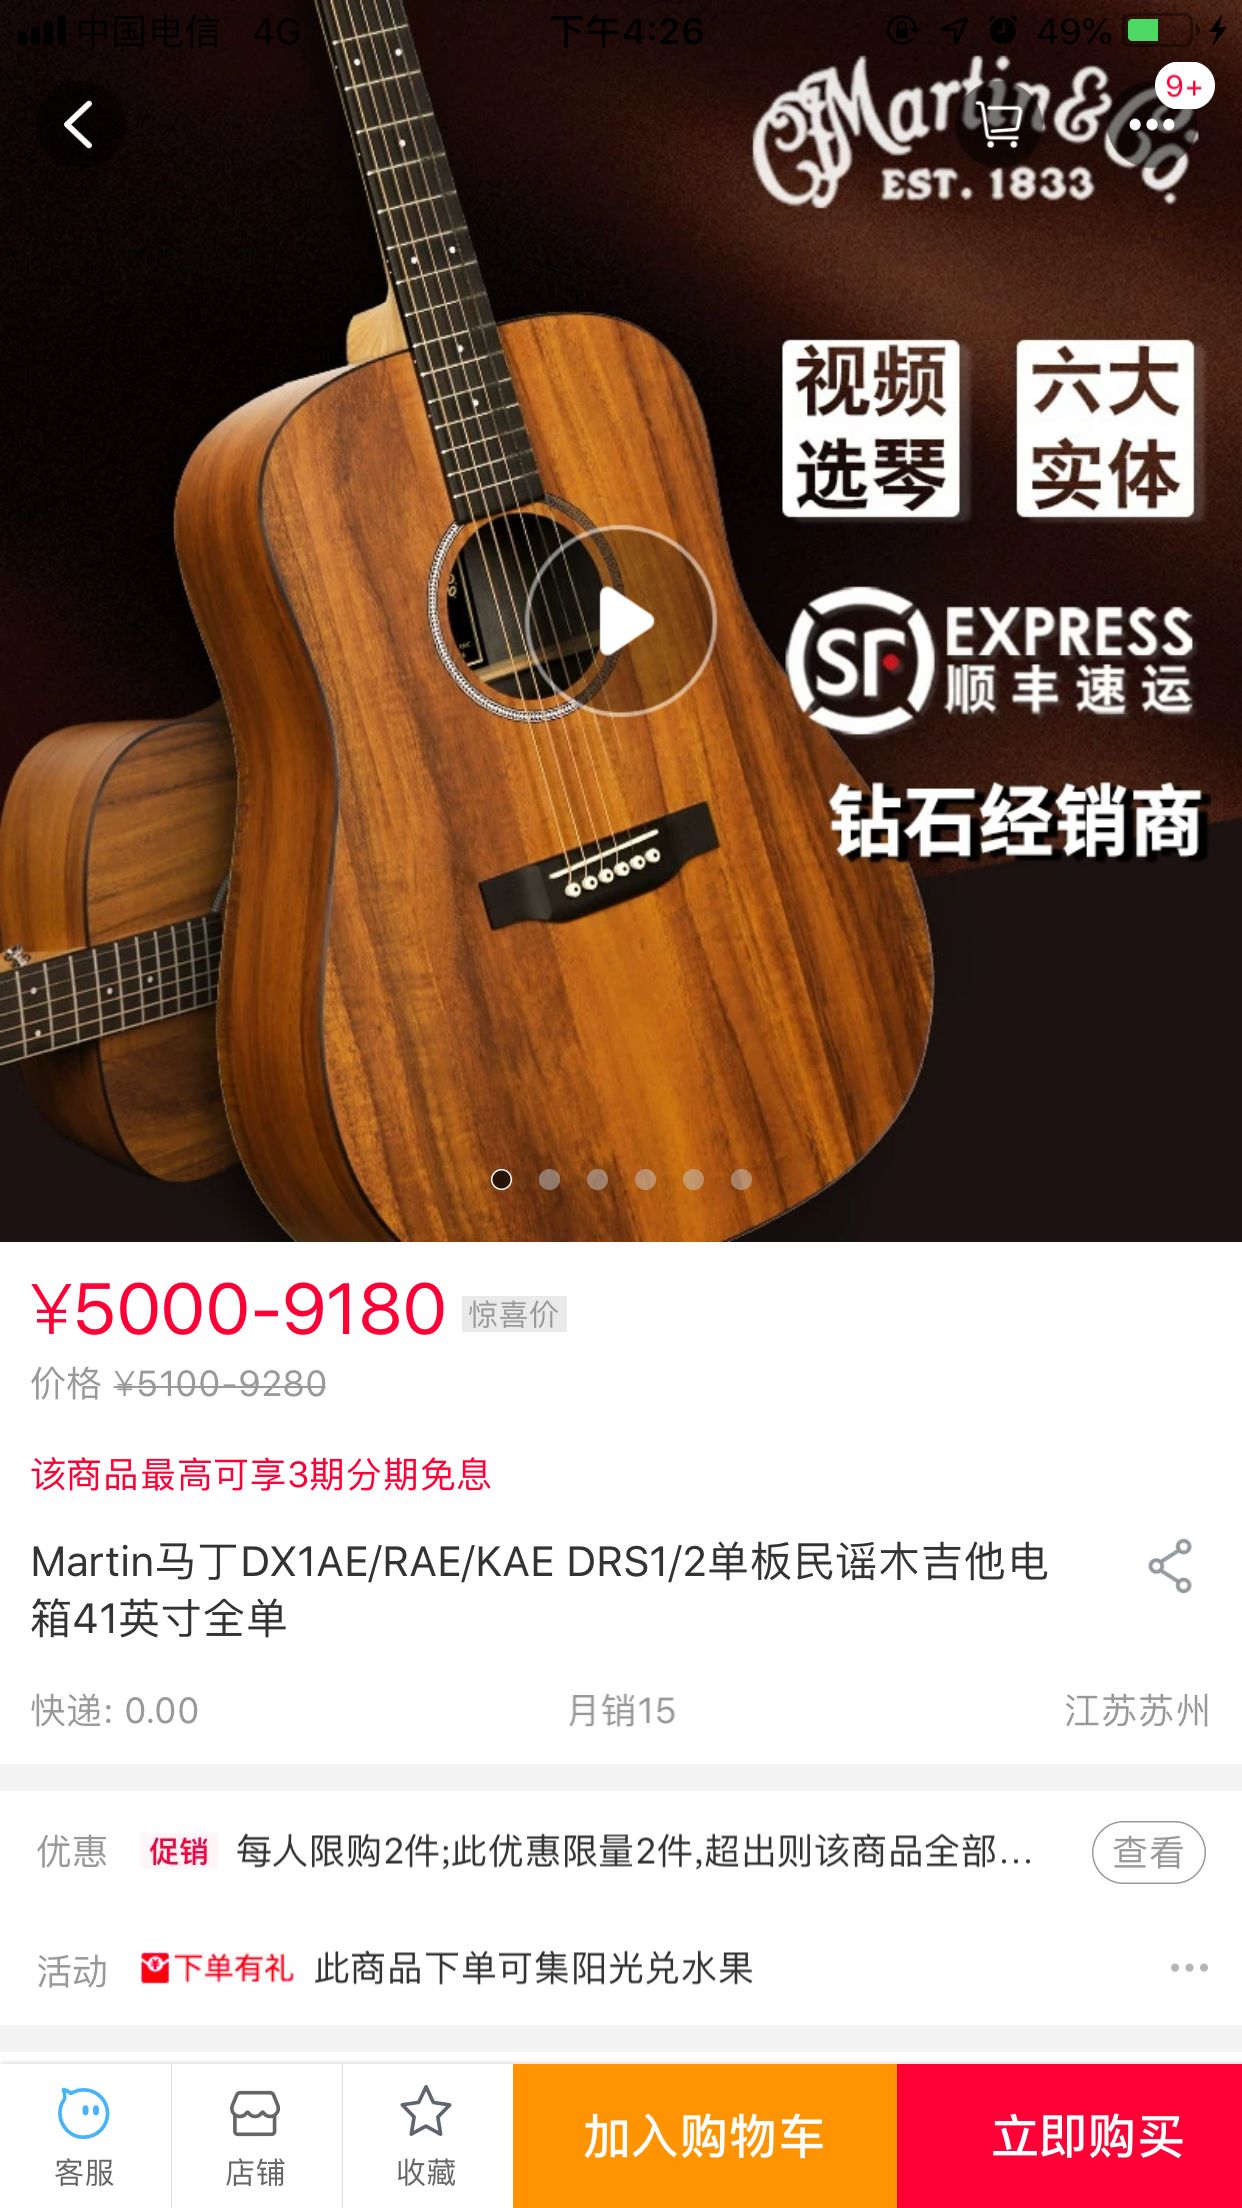 中国电信 4G 下午4:26 49%
9+
Martin & Co.
EST. 1833
视频选琴
六大实体
SF EXPRESS
顺丰速运
钻石经销商
¥5000-9180 惊喜价
价格 ¥5100-9280
该商品最高可享3期分期免息
Martin马丁DX1AE/RAE/KAE DRS1/2单板民谣木吉他电
箱41英寸全单
快递: 0.00 月销15 江苏苏州
优惠 促销 每人限购2件;此优惠限量2件,超出则该商品全部... 查看
活动 下单有礼 此商品下单可集阳光兑水果
客服 店铺 收藏 加入购物车 立即购买